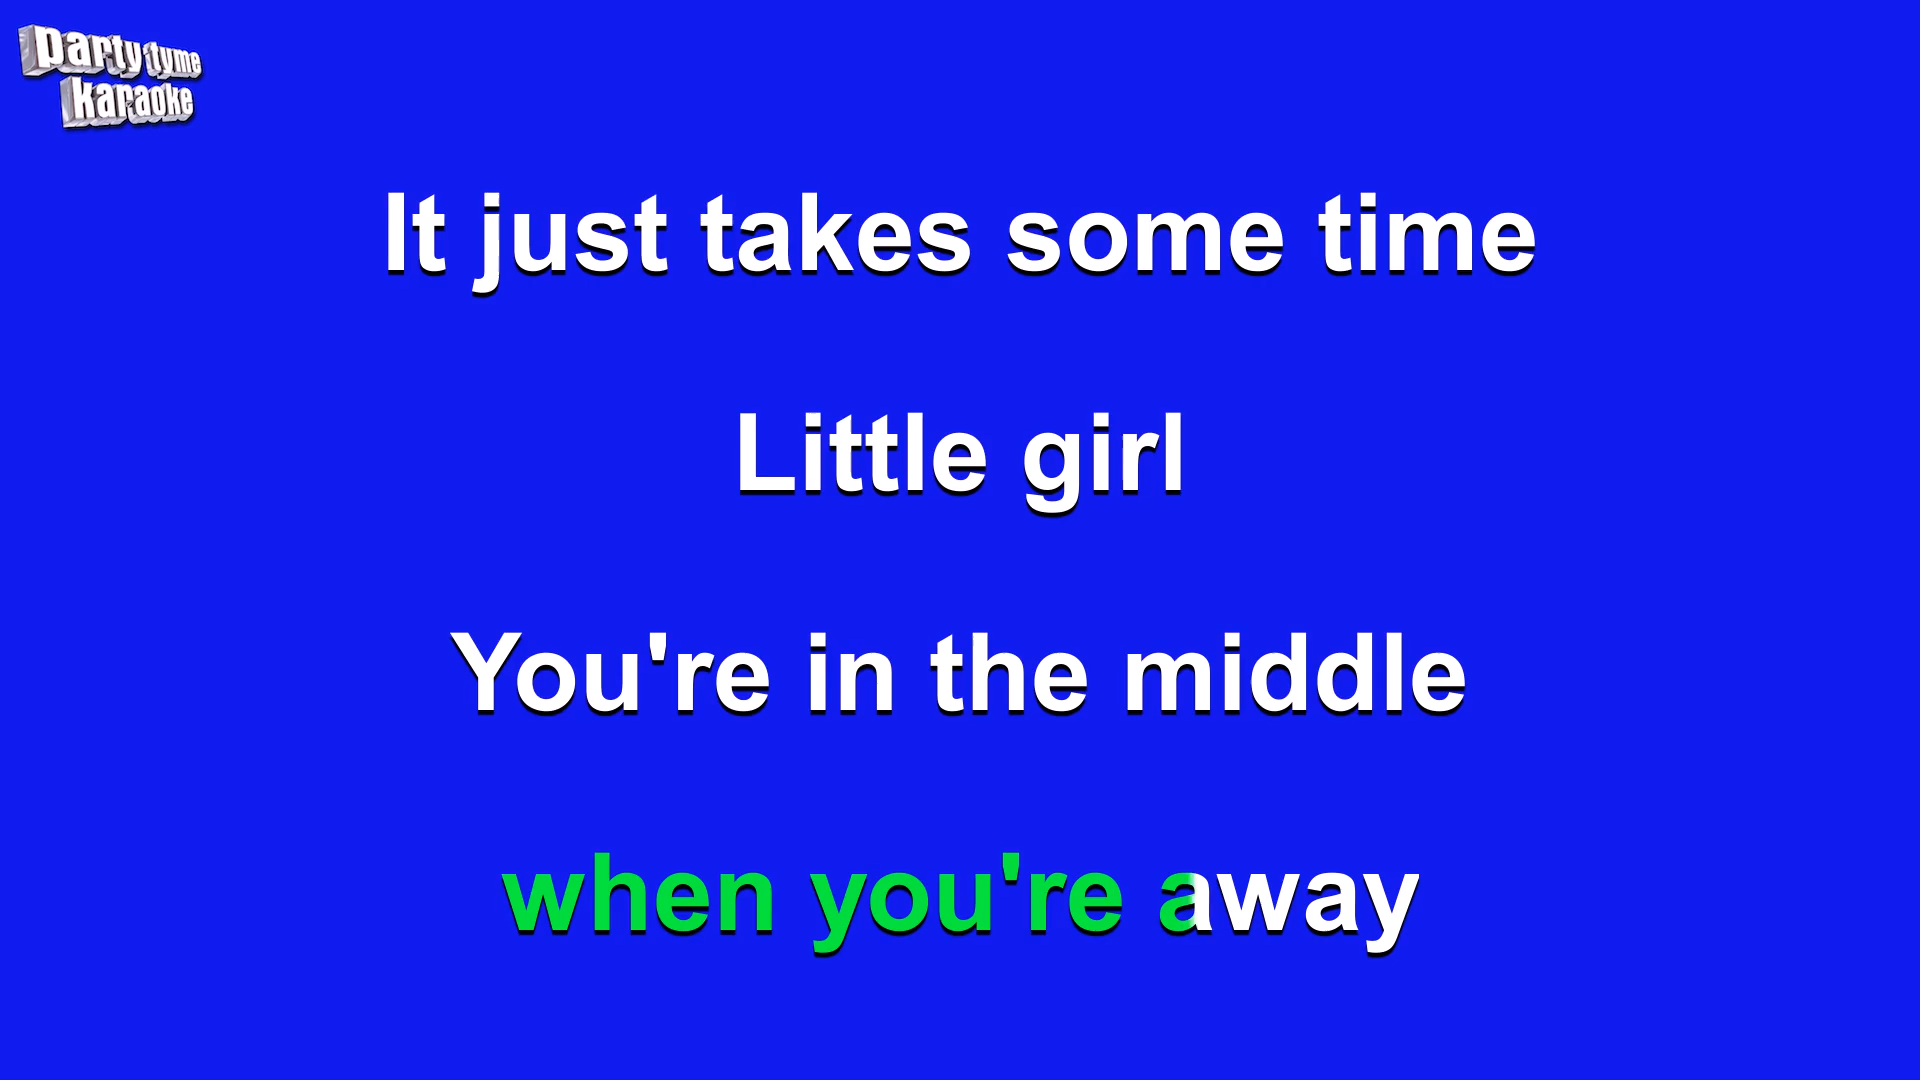 party tyme
karaoke
It just takes some time
Little girl
You're in the middle
when you're away